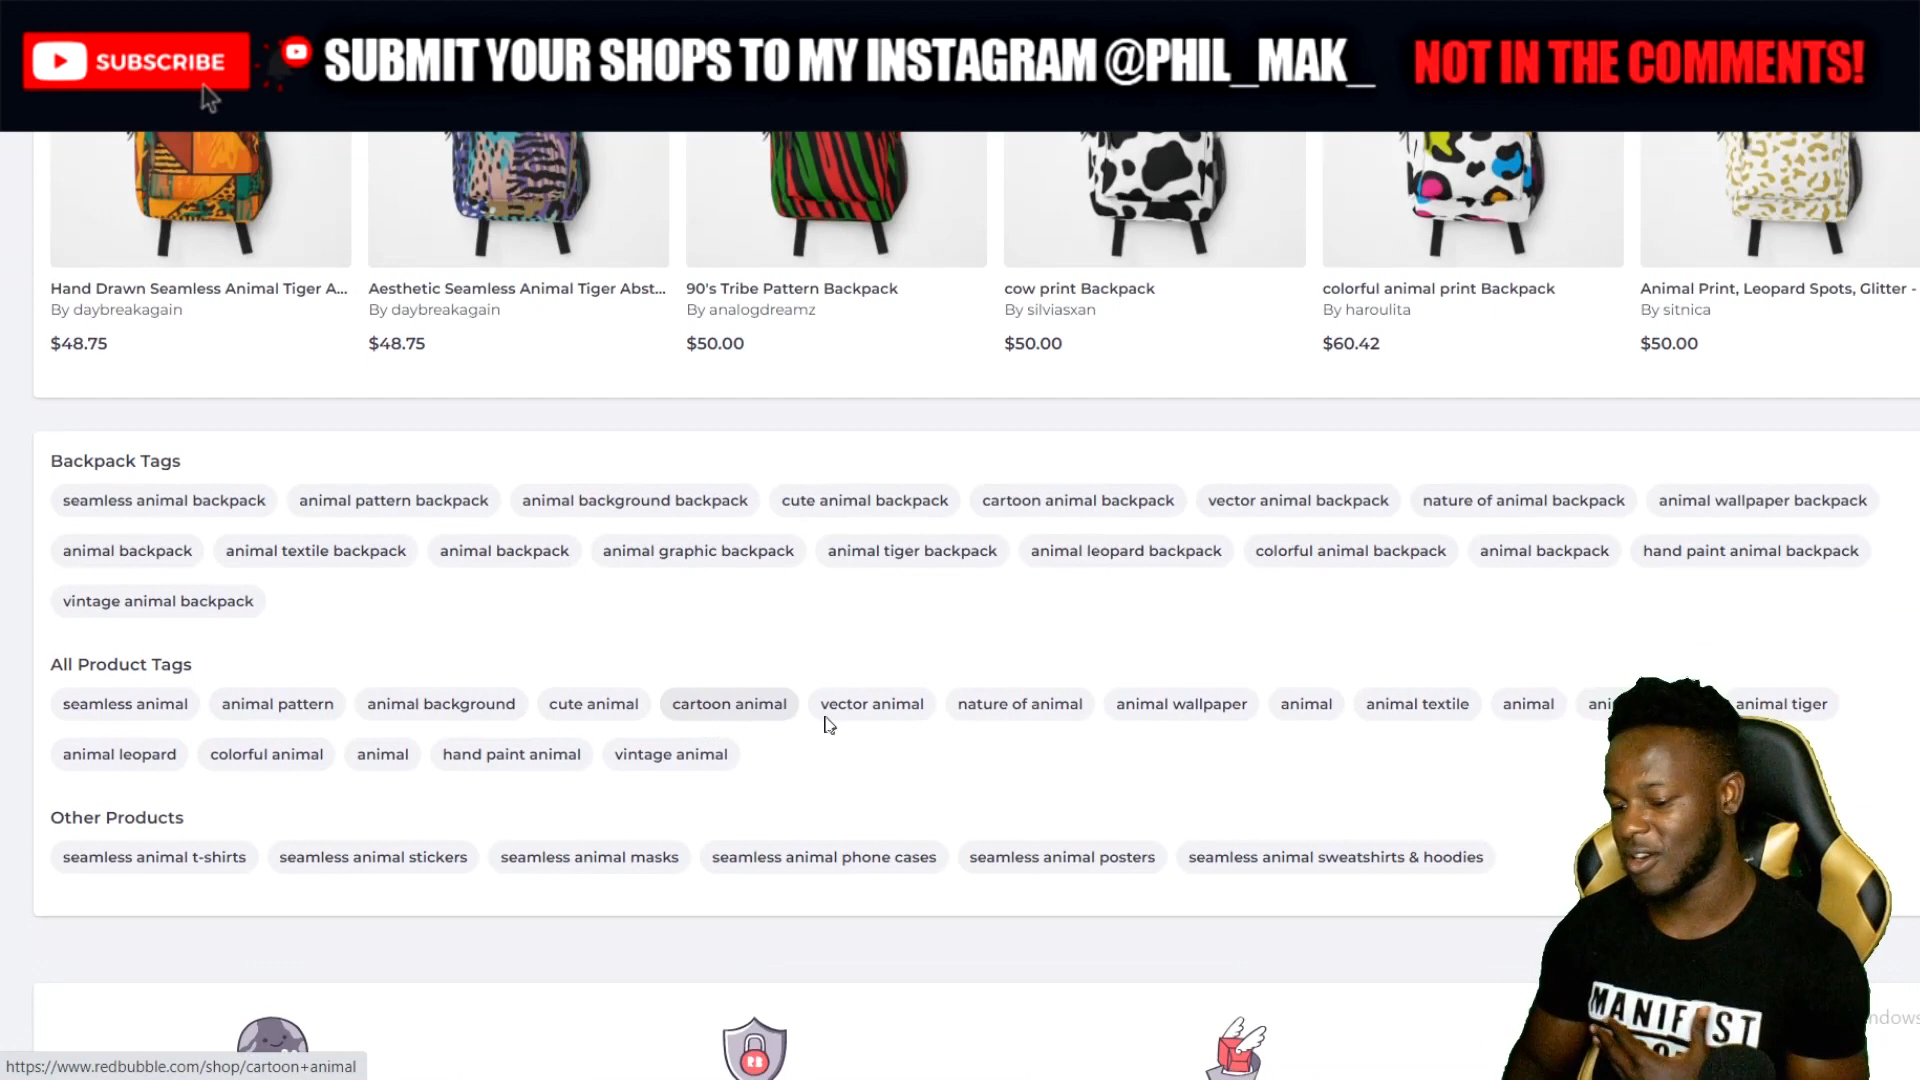 SUBSCRIBE
SUBMIT YOUR SHOPS TO MY INSTAGRAM @PHIL_MAK_ NOT IN THE COMMENTS!
Hand Drawn Seamless Animal Tiger A... Aesthetic Seamless Animal Tiger Abst... 90's Tribe Pattern Backpack cow print Backpack colorful animal print Backpack Animal Print, Leopard Spots, Glitter -
By daybreakagain By daybreakagain By analogdreamz By silviasxan By haroulita By sitnica
$48.75 $48.75 $50.00 $50.00 $60.42 $50.00
Backpack Tags
seamless animal backpack animal pattern backpack animal background backpack cute animal backpack cartoon animal backpack vector animal backpack nature of animal backpack animal wallpaper backpack
animal backpack animal textile backpack animal backpack animal graphic backpack animal tiger backpack animal leopard backpack colorful animal backpack animal backpack hand paint animal backpack
vintage animal backpack
All Product Tags
seamless animal animal pattern animal background cute animal cartoon animal vector animal nature of animal animal wallpaper animal animal textile animal animal tiger
animal leopard colorful animal animal hand paint animal vintage animal
Other Products
seamless animal t-shirts seamless animal stickers seamless animal masks seamless animal phone cases seamless animal posters seamless animal sweatshirts & hoodies
RB
https://www.redbubble.com/shop/cartoon+animal